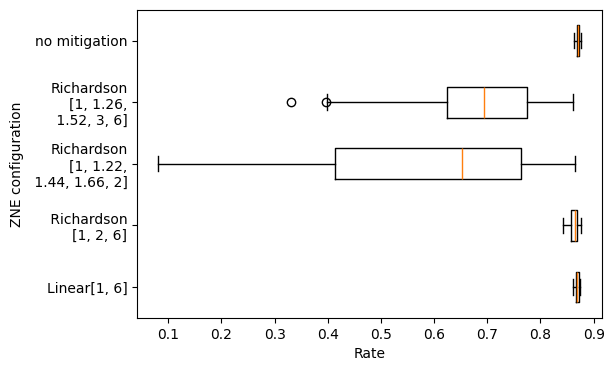 ZNE configuration
no mitigation
Richardson
[1, 1.26,
1.52, 3, 6]
Richardson
[1, 1.22,
1.44, 1.66, 2]
Richardson
[1, 2, 6]
Linear[1, 6]
0.1 0.2 0.3 0.4 0.5 0.6 0.7 0.8 0.9
Rate